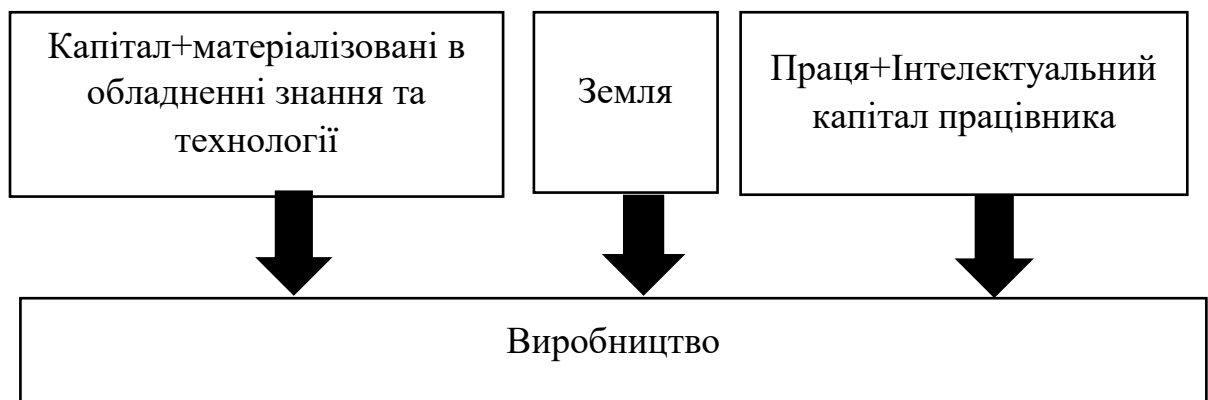 Капітал+матеріалізовані в
обладненні знання та
технології
Земля
Праця+Інтелектуальний
капітал працівника
Виробництво